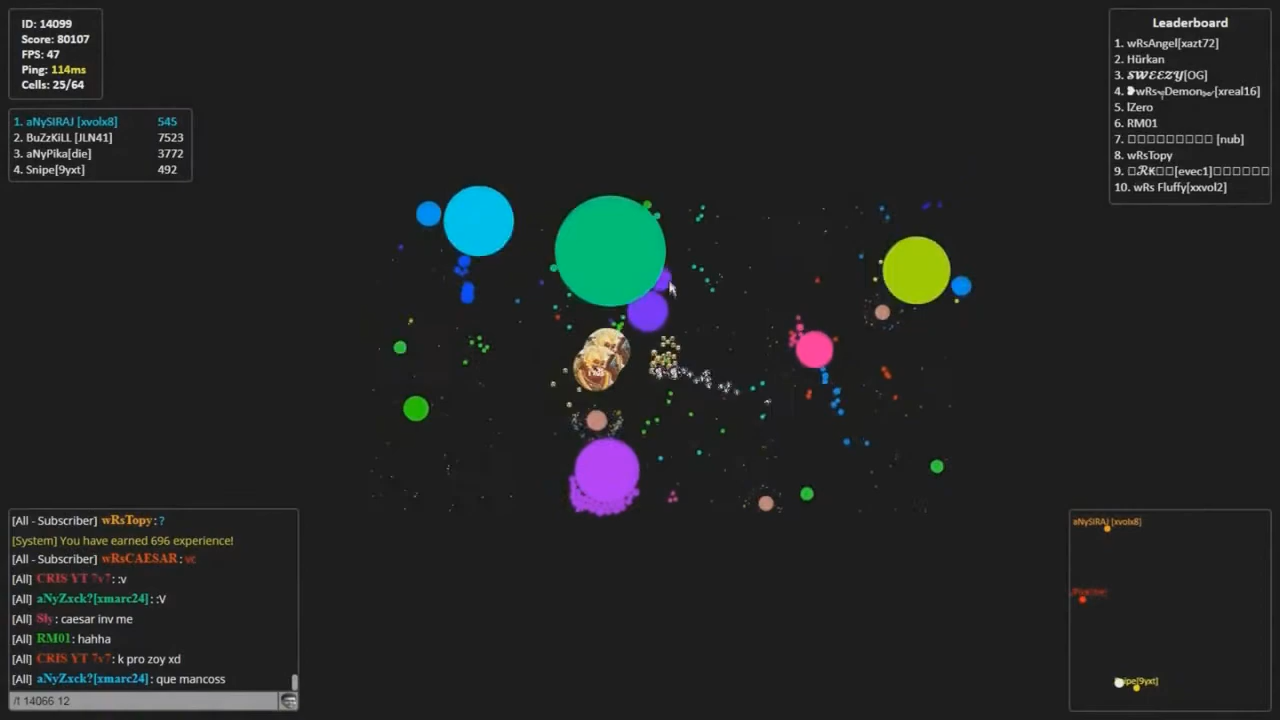 ID: 14099
Score: 80107
FPS: 47
Ping: 114ms
Cells: 25/64
1. aNySIRAJ [xvolx8] 545
2. BuZzKiLL [JLN41] 7523
3. aNyPika[die] 3772
4. Snipe[9yxt] 492
Leaderboard
1. wRsAngel[xazt72]
2. Hürkan
3. 𝓢𝓦𝓔𝓔𝓩𝓨[OG]
4. wRs Demon [xreal16]
5. lZero
6. RM01
7. [nub]
8. wRsTopy
9. [evec1]
10. wRs Fluffy[xxvol2]
[All - Subscriber] wRsTopy: ?
[System] You have earned 696 experience!
[All - Subscriber] wRsCAESAR: vc
[All] CRIS YT 7v7: :v
[All] aNyZxck?[xmarc24]: :V
[All] Sly: caesar inv me
[All] RM01: hahha
[All] CRIS YT 7v7: k pro zoy xd
[All] aNyZxck?[xmarc24]: que mancoss
/t 14066 12
aNySIRAJ [xvolx8]
Snipe[9yxt]